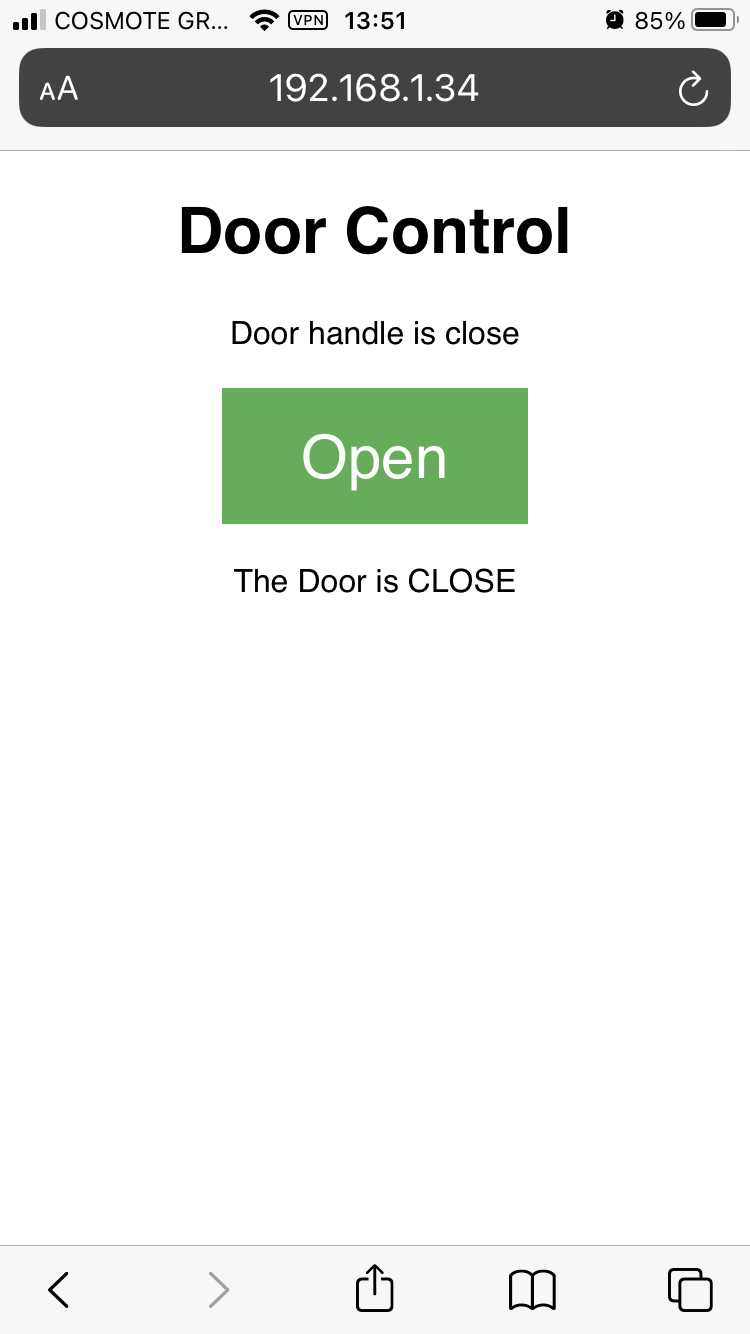 COSMOTE GR... VPN 13:51 85%
AA 192.168.1.34
Door Control
Door handle is close
Open
The Door is CLOSE